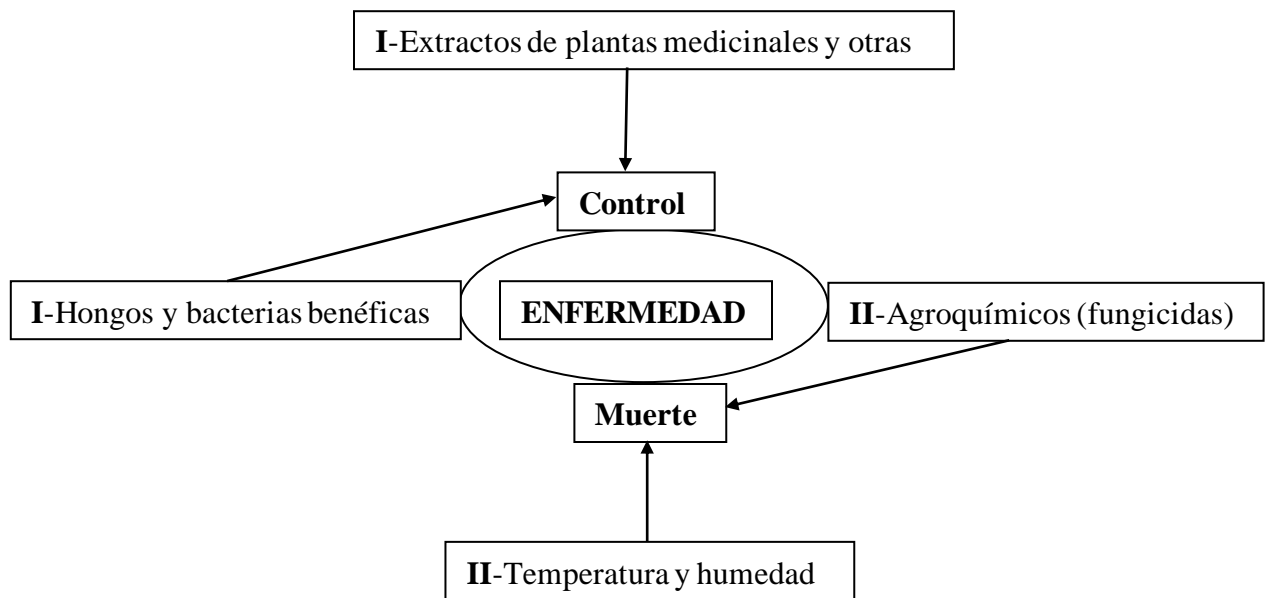 I-Extractos de plantas medicinales y otras
Control
I-Hongos y bacterias benéficas
ENFERMEDAD
II-Agroquímicos (fungicidas)
Muerte
II-Temperatura y humedad